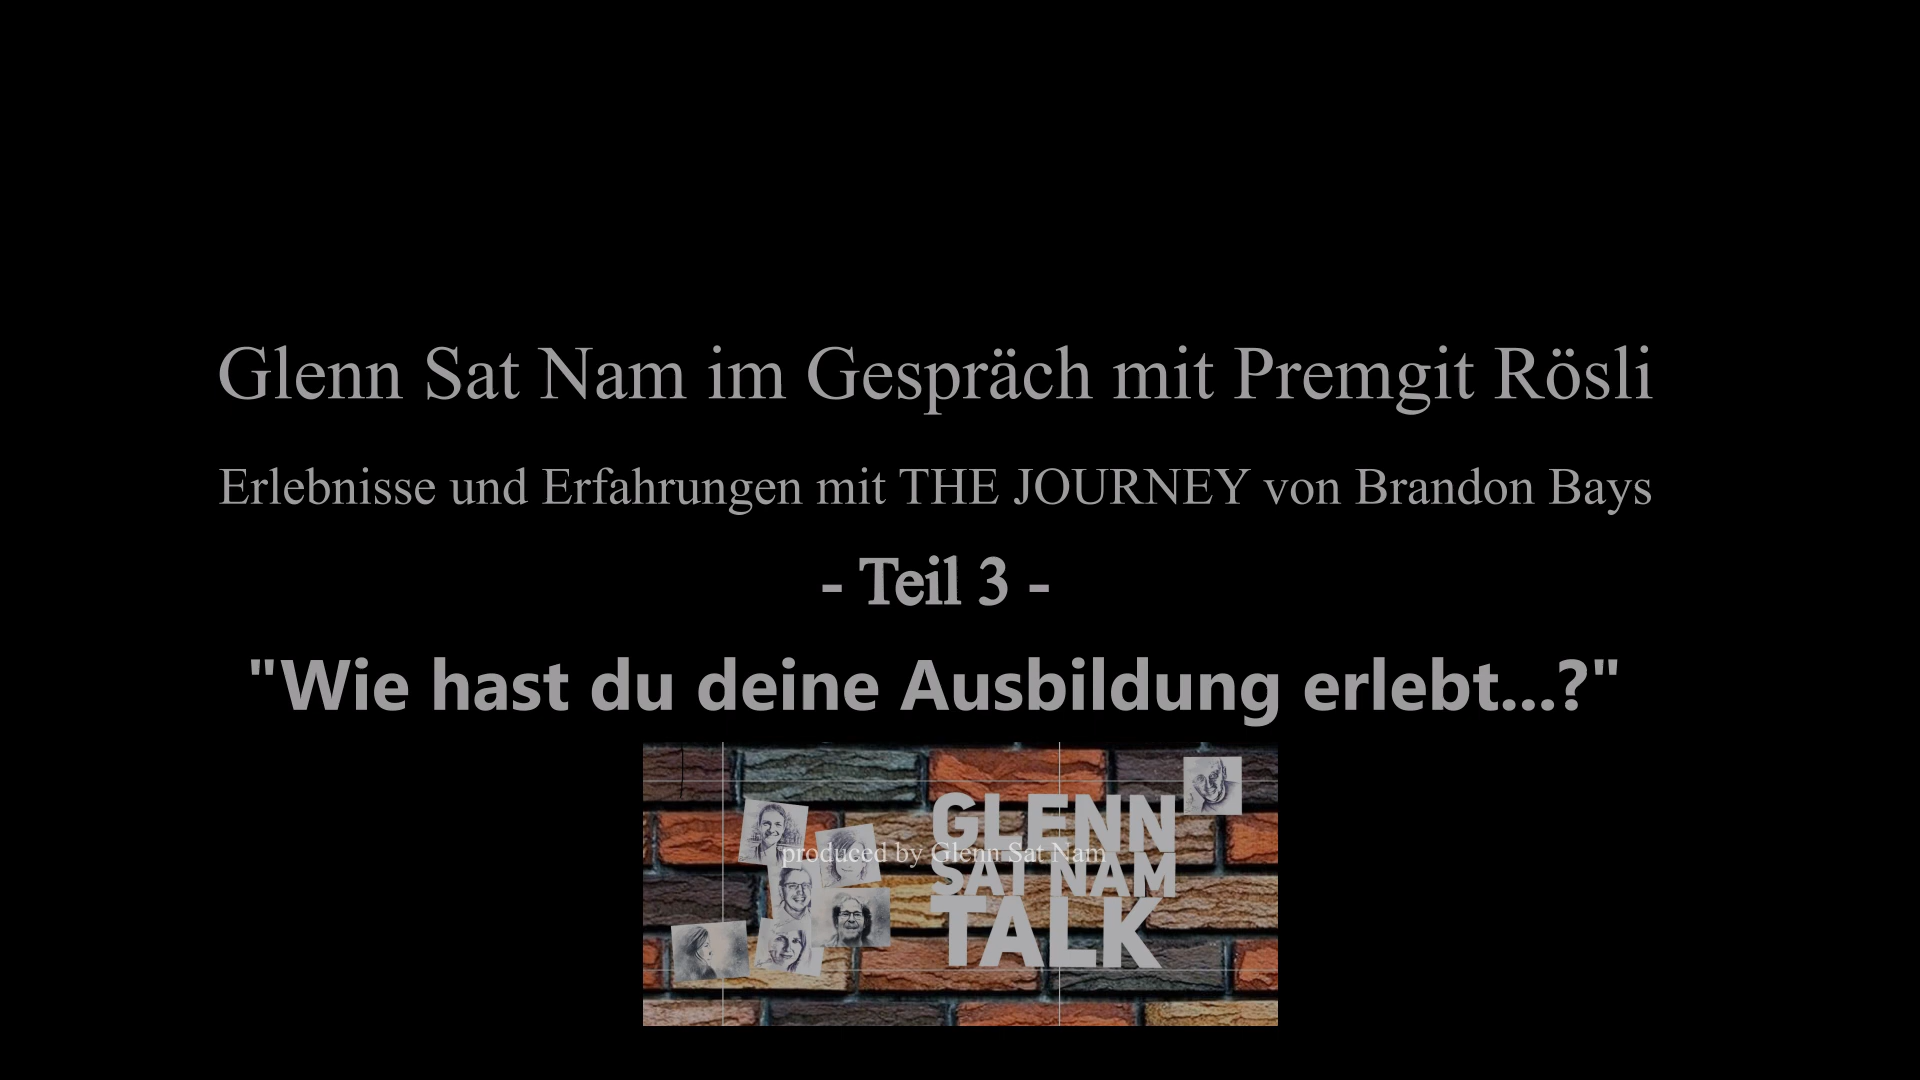 Glenn Sat Nam im Gespräch mit Premgit Rösli
Erlebnisse und Erfahrungen mit THE JOURNEY von Brandon Bays
- Teil 3 -
"Wie hast du deine Ausbildung erlebt...?"
GLENN
produced by Glenn Sat Nam
SAT NAM
TALK